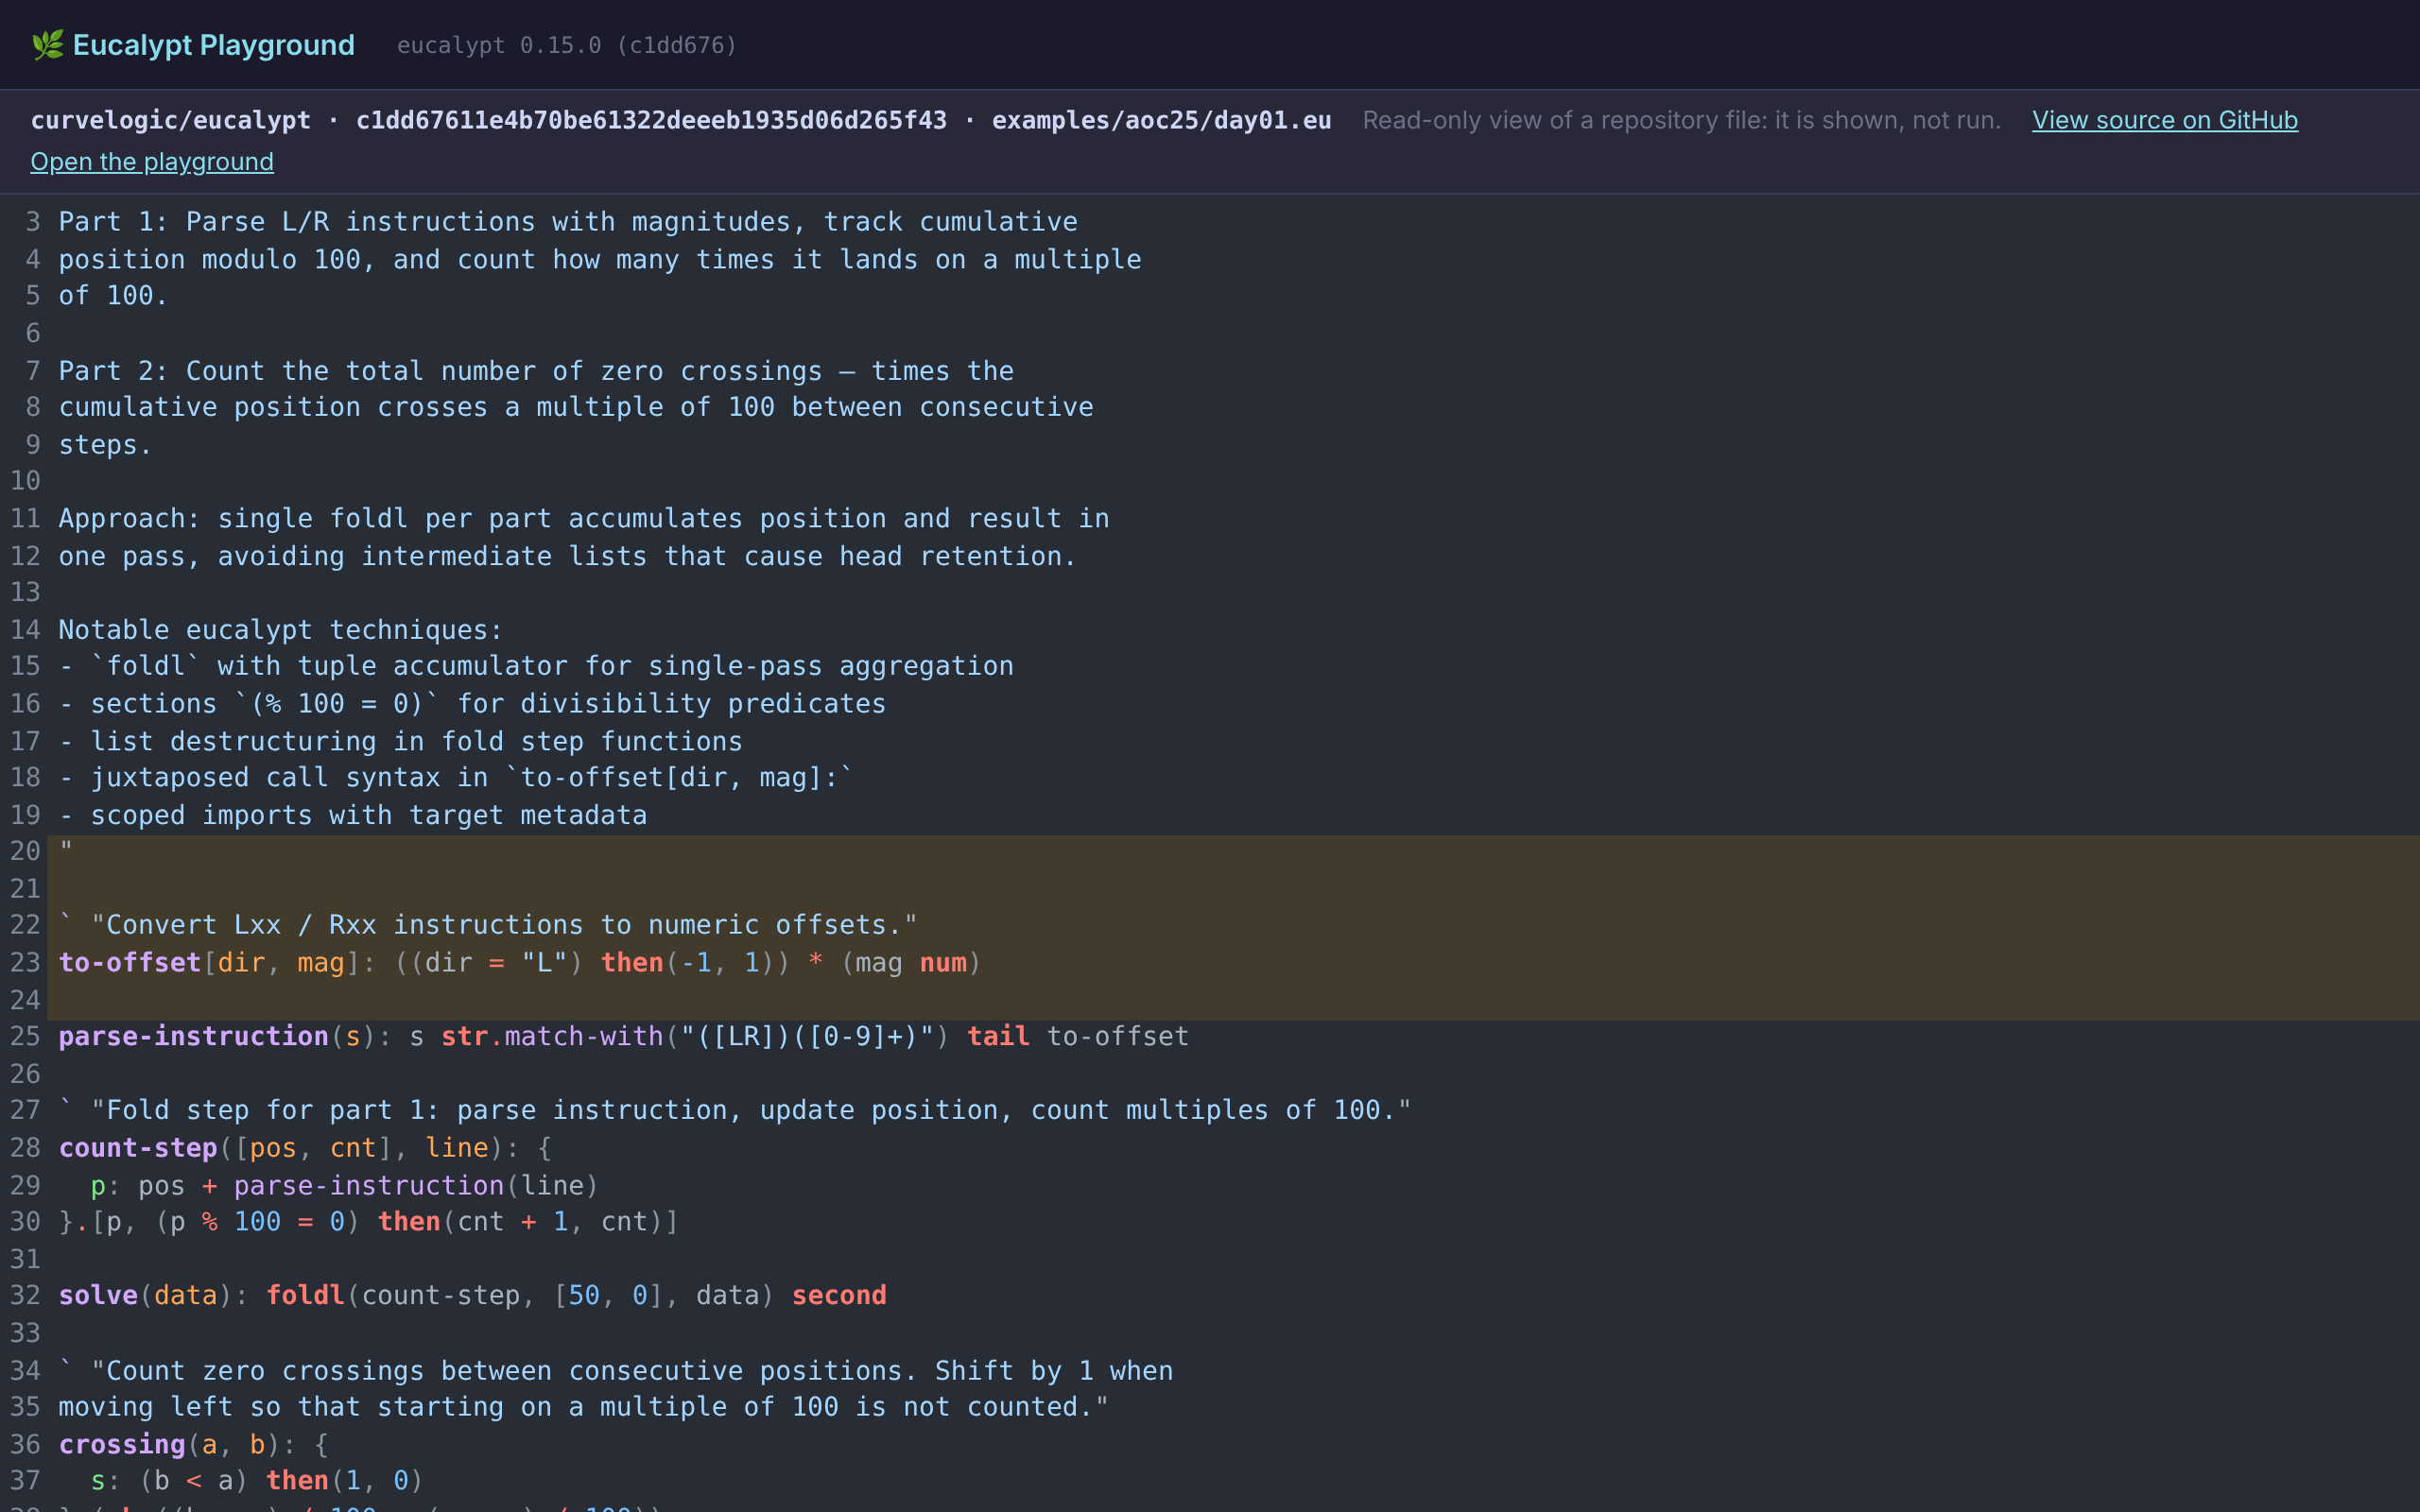 🌿 Eucalypt Playground eucalypt 0.15.0 (c1dd676)
curvelogic/eucalypt · c1dd67611e4b70be61322deeeb1935d06d265f43 · examples/aoc25/day01.eu Read-only view of a repository file: it is shown, not run. View source on GitHub
Open the playground
3 Part 1: Parse L/R instructions with magnitudes, track cumulative
4 position modulo 100, and count how many times it lands on a multiple
5 of 100.
6
7 Part 2: Count the total number of zero crossings — times the
8 cumulative position crosses a multiple of 100 between consecutive
9 steps.
10
11 Approach: single foldl per part accumulates position and result in
12 one pass, avoiding intermediate lists that cause head retention.
13
14 Notable eucalypt techniques:
15 - `foldl` with tuple accumulator for single-pass aggregation
16 - sections `(% 100 = 0)` for divisibility predicates
17 - list destructuring in fold step functions
18 - juxtaposed call syntax in `to-offset[dir, mag]:`
19 - scoped imports with target metadata
20 "
21
22 ` "Convert Lxx / Rxx instructions to numeric offsets."
23 to-offset[dir, mag]: ((dir = "L") then(-1, 1)) * (mag num)
24
25 parse-instruction(s): s str.match-with("([LR])([0-9]+)") tail to-offset
26
27 ` "Fold step for part 1: parse instruction, update position, count multiples of 100."
28 count-step([pos, cnt], line): {
29   p: pos + parse-instruction(line)
30 }.[p, (p % 100 = 0) then(cnt + 1, cnt)]
31
32 solve(data): foldl(count-step, [50, 0], data) second
33
34 ` "Count zero crossings between consecutive positions. Shift by 1 when
35 moving left so that starting on a multiple of 100 is not counted."
36 crossing(a, b): {
37   s: (b < a) then(1, 0)